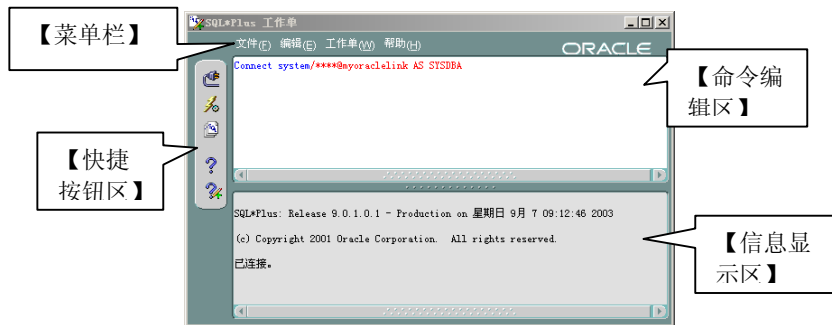 SQL*Plus 工作单
【菜单栏】
文件(F) 编辑(E) 工作单(W) 帮助(H)
ORACLE
Connect system/****@myoraclelink AS SYSDBA
【命令编
辑区】
【快捷
按钮区】
SQL*Plus: Release 9.0.1.0.1 - Production on 星期日 9月 7 09:12:46 2003
(c) Copyright 2001 Oracle Corporation.  All rights reserved.
已连接。
【信息显
示区】